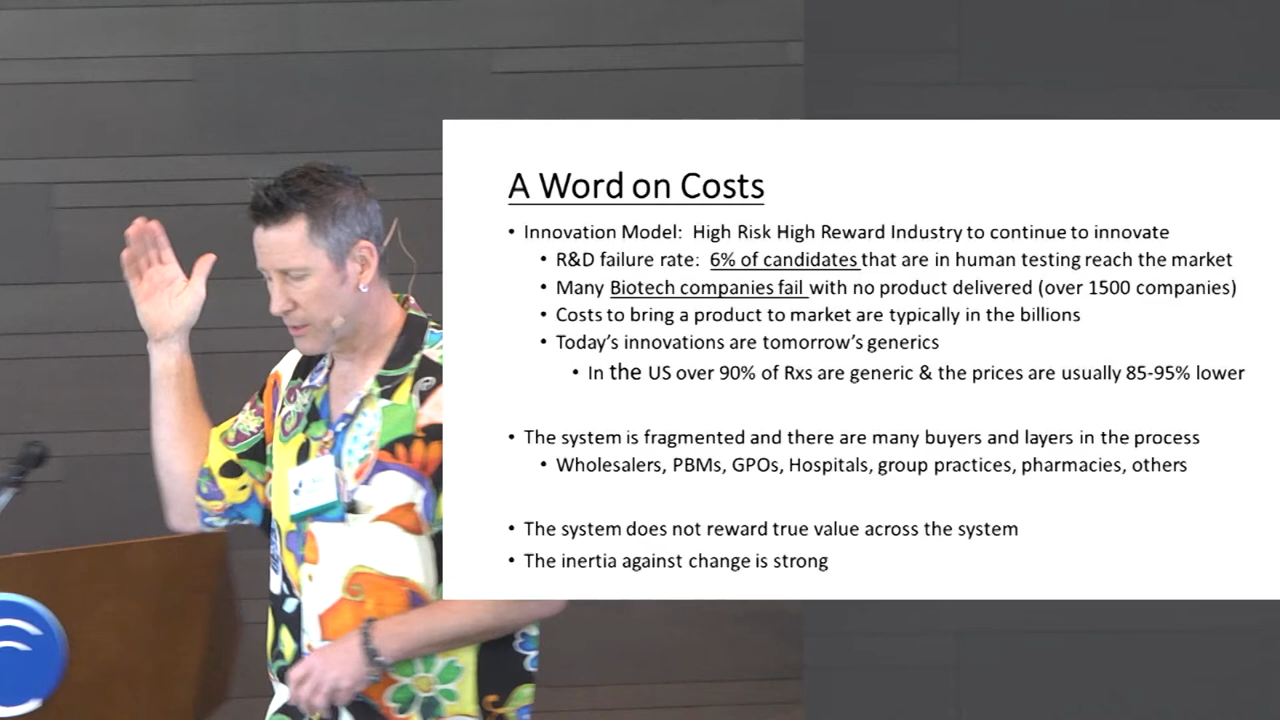 A Word on Costs
• Innovation Model: High Risk High Reward Industry to continue to innovate
• R&D failure rate: 6% of candidates that are in human testing reach the market
• Many Biotech companies fail with no product delivered (over 1500 companies)
• Costs to bring a product to market are typically in the billions
• Today's innovations are tomorrow's generics
• In the US over 90% of Rxs are generic & the prices are usually 85-95% lower
• The system is fragmented and there are many buyers and layers in the process
• Wholesalers, PBMs, GPOs, Hospitals, group practices, pharmacies, others
• The system does not reward true value across the system
• The inertia against change is strong